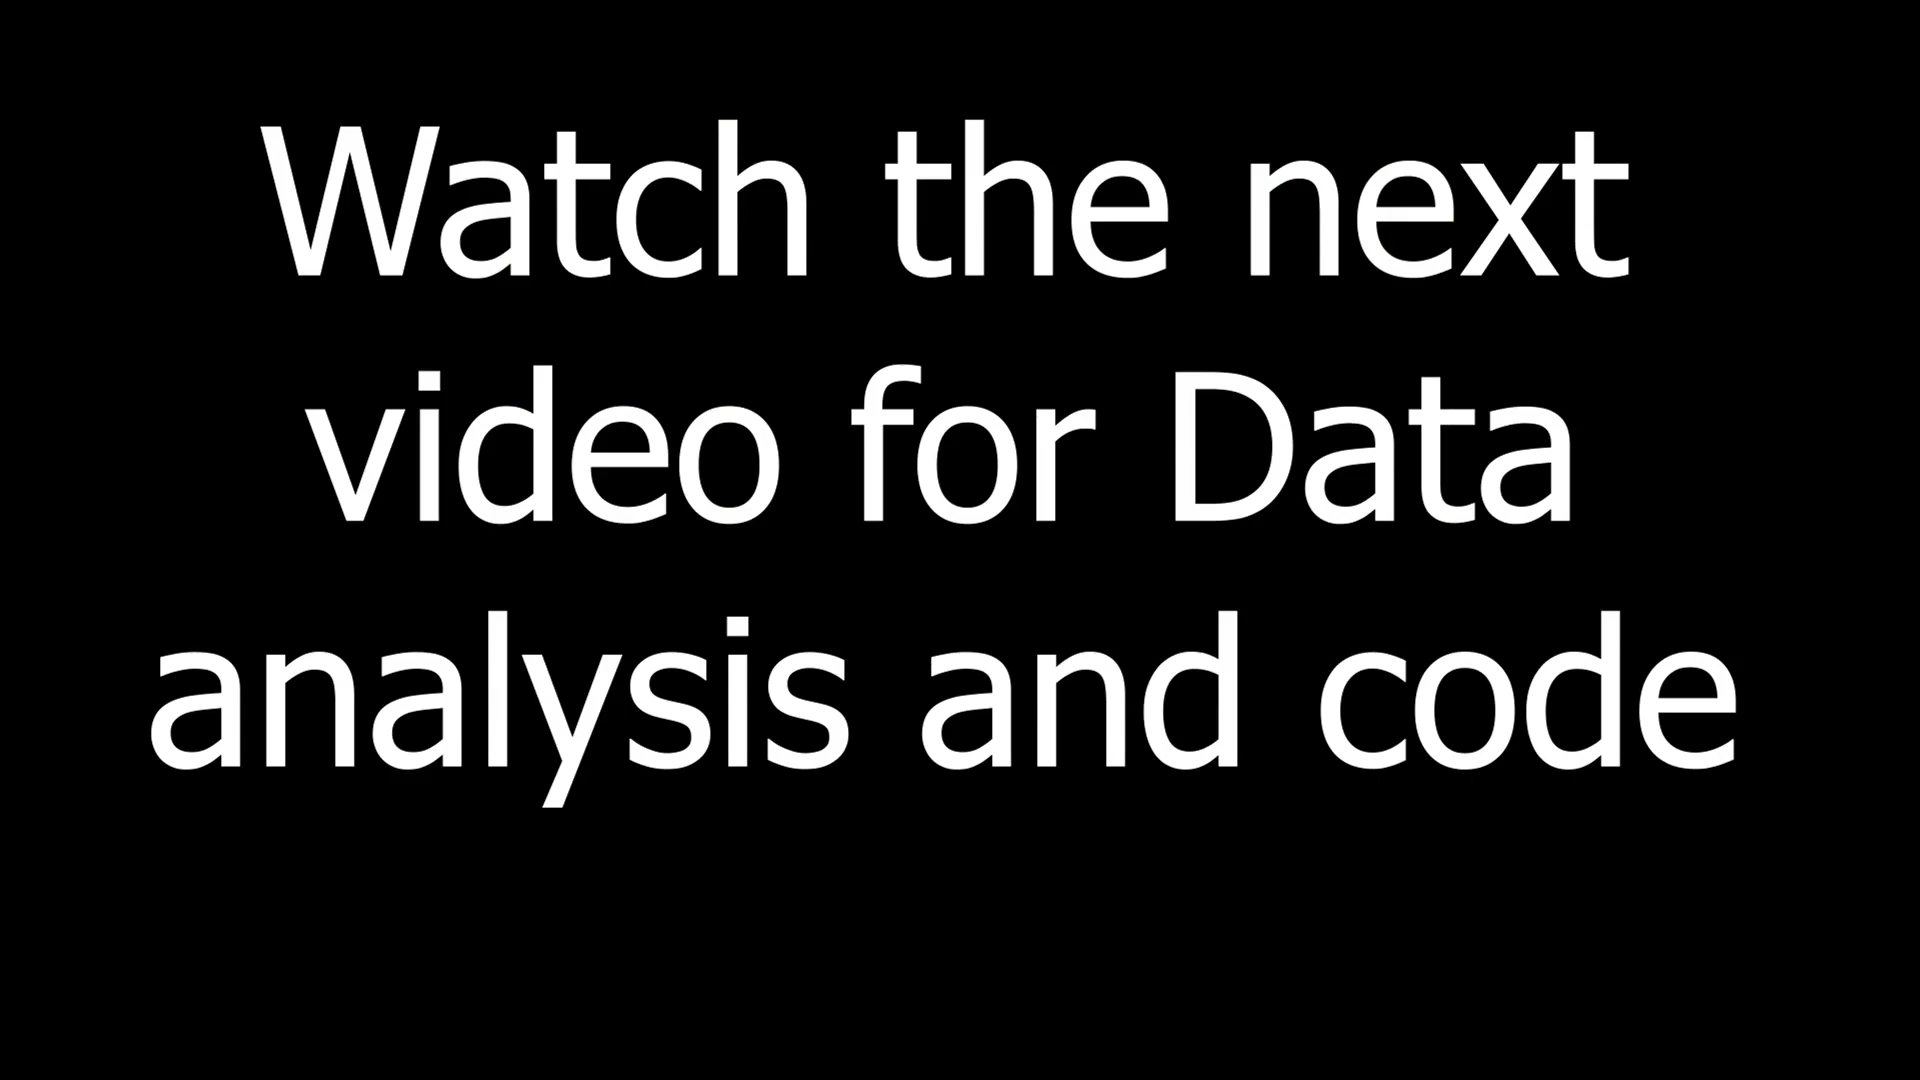 Watch the next
video for Data
analysis and code